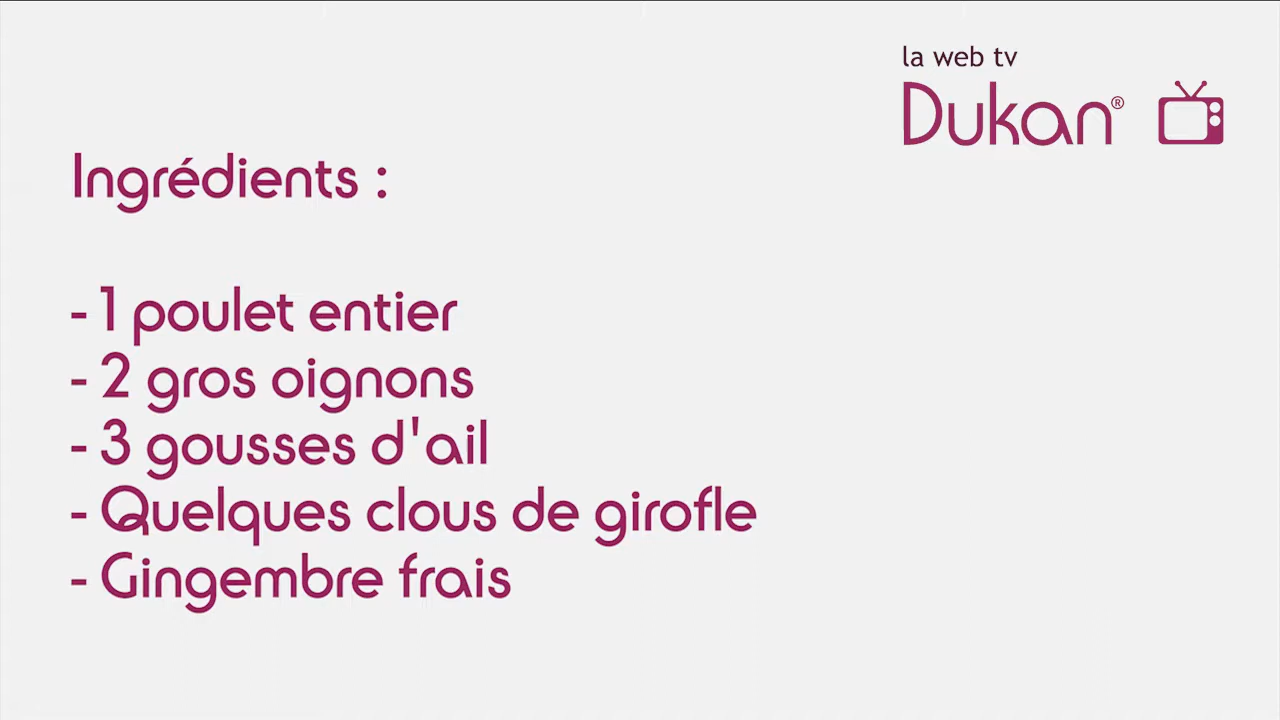 la web tv
Dukan®
Ingrédients :
- 1 poulet entier
- 2 gros oignons
- 3 gousses d'ail
- Quelques clous de girofle
- Gingembre frais